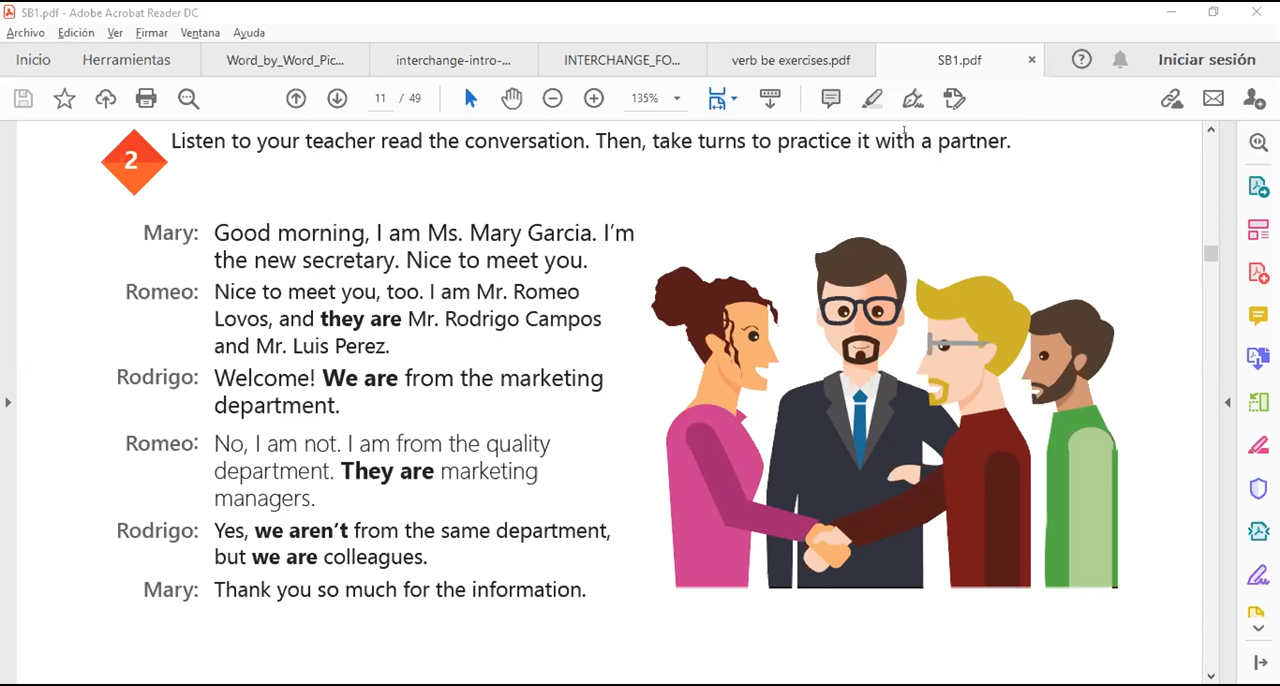 SB1.pdf - Adobe Acrobat Reader DC
Archivo Edición Ver Firmar Ventana Ayuda
Inicio Herramientas Word_by_Word_Pic... interchange-intro-... INTERCHANGE_FO... verb be exercises.pdf SB1.pdf × Iniciar sesión
11 / 49 135%
2
Listen to your teacher read the conversation. Then, take turns to practice it with a partner.
Mary: Good morning, I am Ms. Mary Garcia. I'm
the new secretary. Nice to meet you.
Romeo: Nice to meet you, too. I am Mr. Romeo
Lovos, and they are Mr. Rodrigo Campos
and Mr. Luis Perez.
Rodrigo: Welcome! We are from the marketing
department.
Romeo: No, I am not. I am from the quality
department. They are marketing
managers.
Rodrigo: Yes, we aren't from the same department,
but we are colleagues.
Mary: Thank you so much for the information.